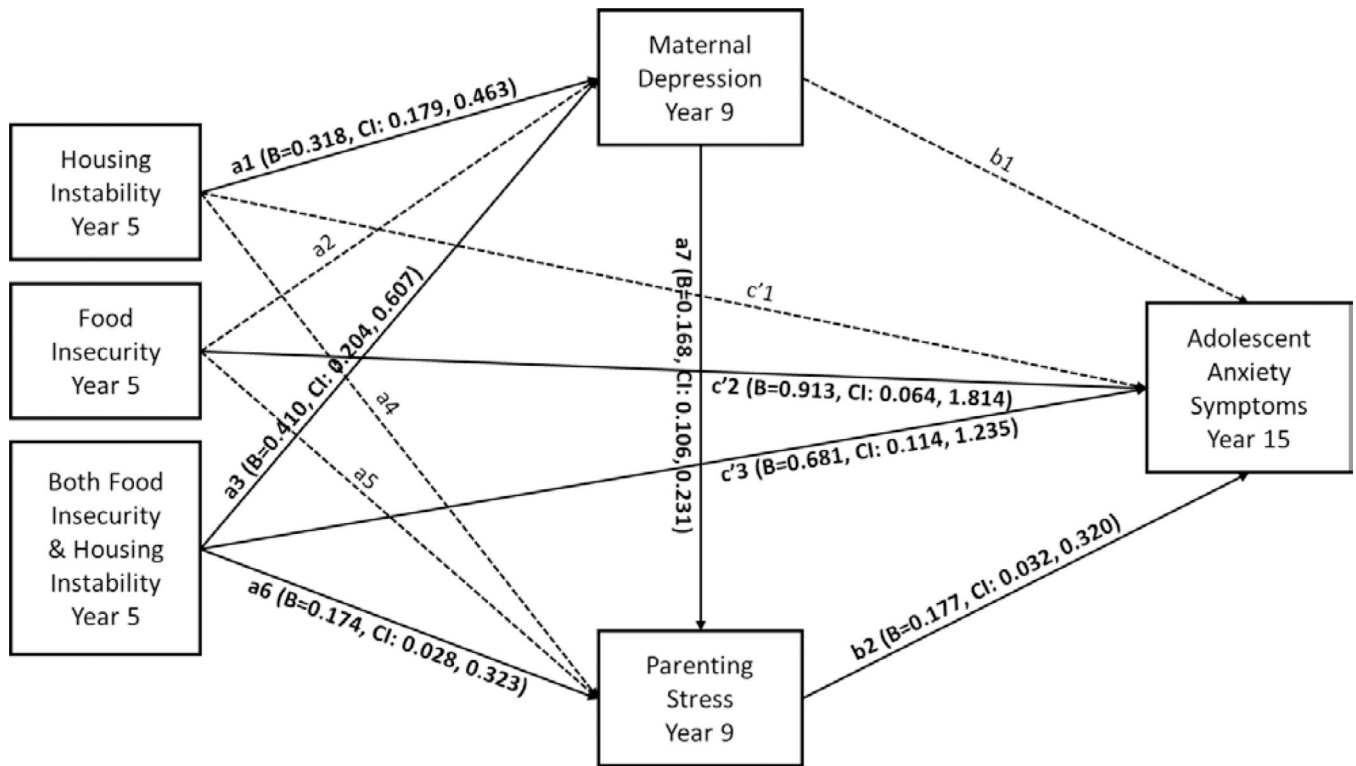 Maternal
Depression
Year 9
Housing
Instability
Year 5
Food
Insecurity
Year 5
Both Food
Insecurity
& Housing
Instability
Year 5
a1 (B=0.318, CI: 0.179, 0.463)
a2
a3 (B=0.410, CI: 0.204, 0.607)
a4
a5
a6 (B=0.174, CI: 0.028, 0.323)
a7 (B=0.168, CI: 0.106, 0.231)
b1
c'1
c'2 (B=0.913, CI: 0.064, 1.814)
c'3 (B=0.681, CI: 0.114, 1.235)
b2 (B=0.177, CI: 0.032, 0.320)
Parenting
Stress
Year 9
Adolescent
Anxiety
Symptoms
Year 15